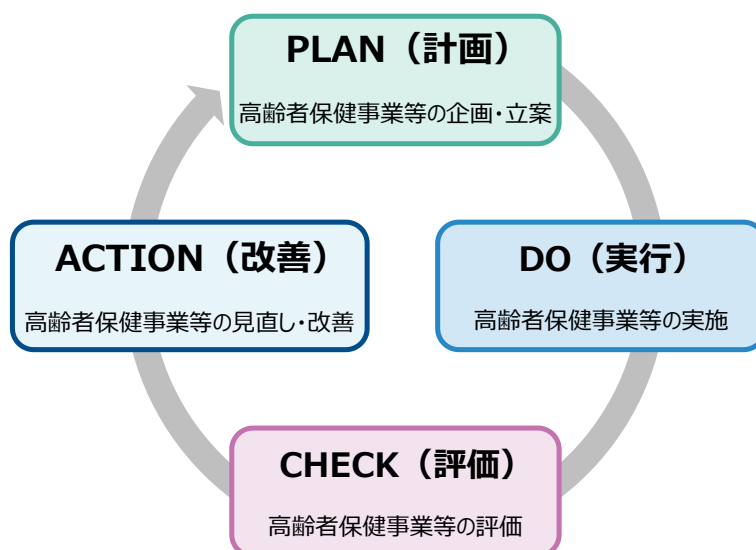 PLAN（計画）
高齢者保健事業等の企画・立案
ACTION（改善）
高齢者保健事業等の見直し・改善
DO（実行）
高齢者保健事業等の実施
CHECK（評価）
高齢者保健事業等の評価